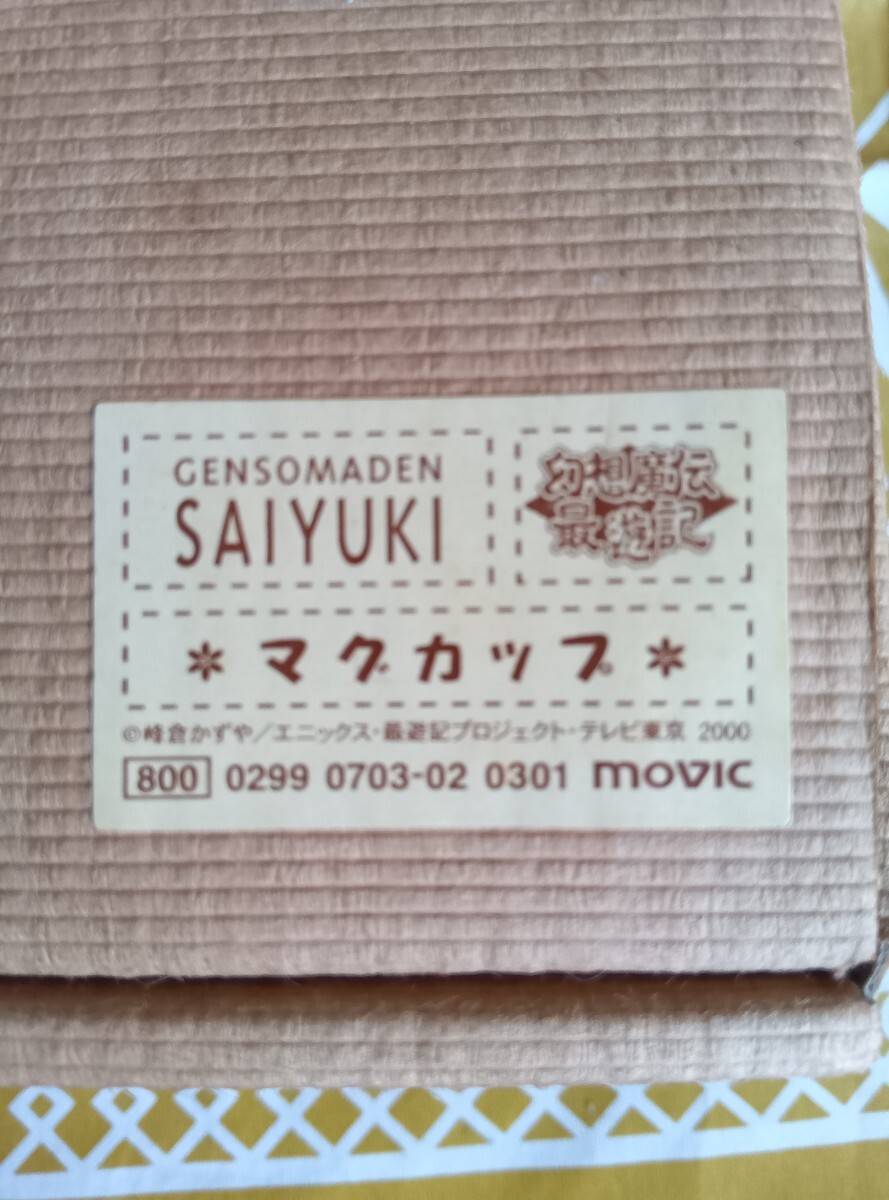 GENSOMADEN
SAIYUKI
幻想魔伝
最遊記
＊マグカップ＊
©峰倉かずや／エニックス・最遊記プロジェクト・テレビ東京 2000
800 0299 0703-02 0301 movic